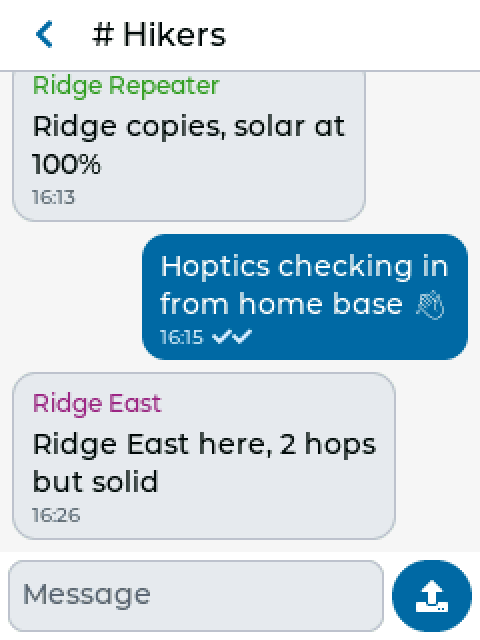 # Hikers
Ridge Repeater
Ridge copies, solar at
100%
16:13
Hoptics checking in
from home base 👋
16:15
Ridge East
Ridge East here, 2 hops
but solid
16:26
Message